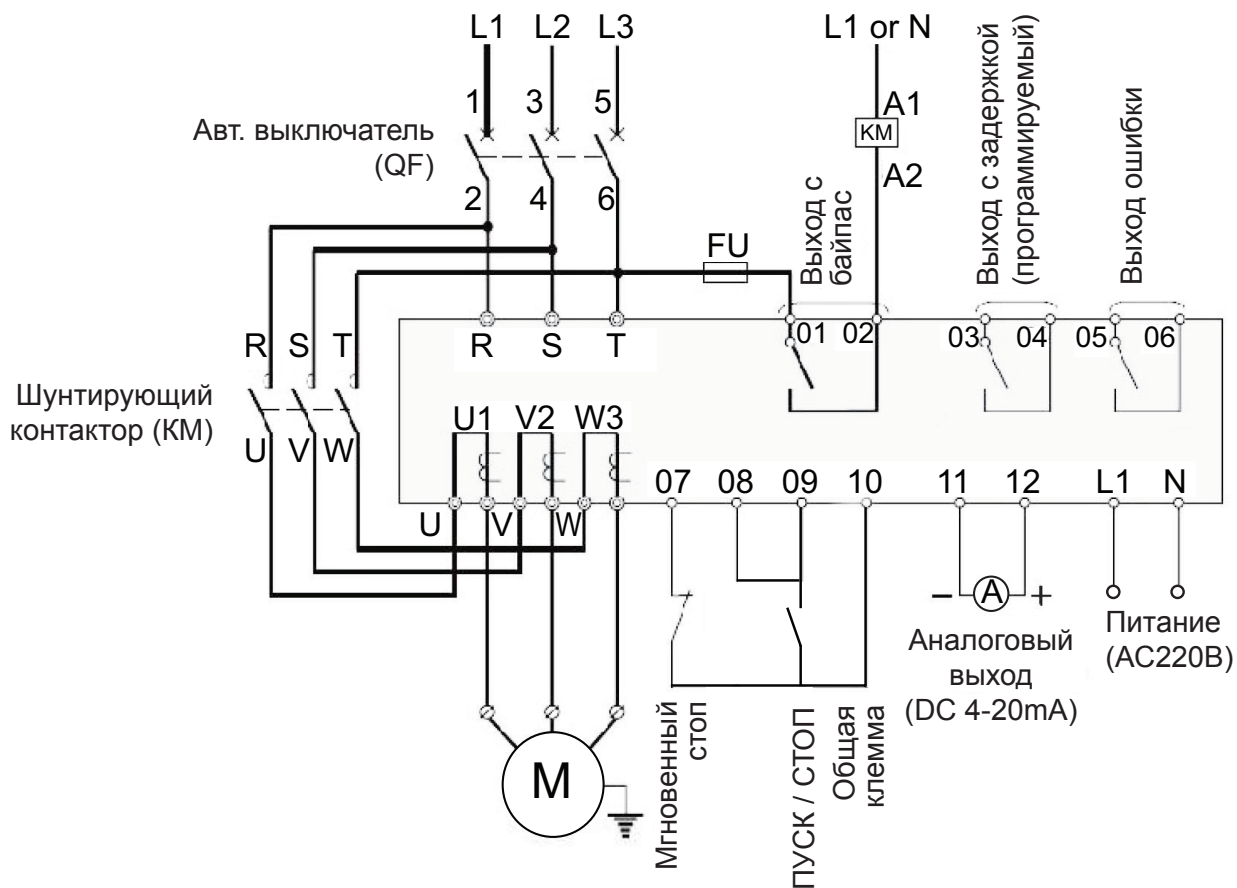 L1 L2 L3 L1 or N
1 3 5
A1
KM
A2
Авт. выключатель
(QF)
2 4 6
Выход с
байпас
Выход с задержкой
(программируемый)
Выход ошибки
FU
R S T
R S T
01 02 03 04 05 06
Шунтирующий
контактор (КМ)
U V W
U1 V2 W3
07 08 09 10 11 12 L1 N
U V W
− A +
Аналоговый
выход
(DC 4-20mA)
Питание
(AC220В)
Мгновенный
стоп
ПУСК / СТОП
Общая
клемма
M